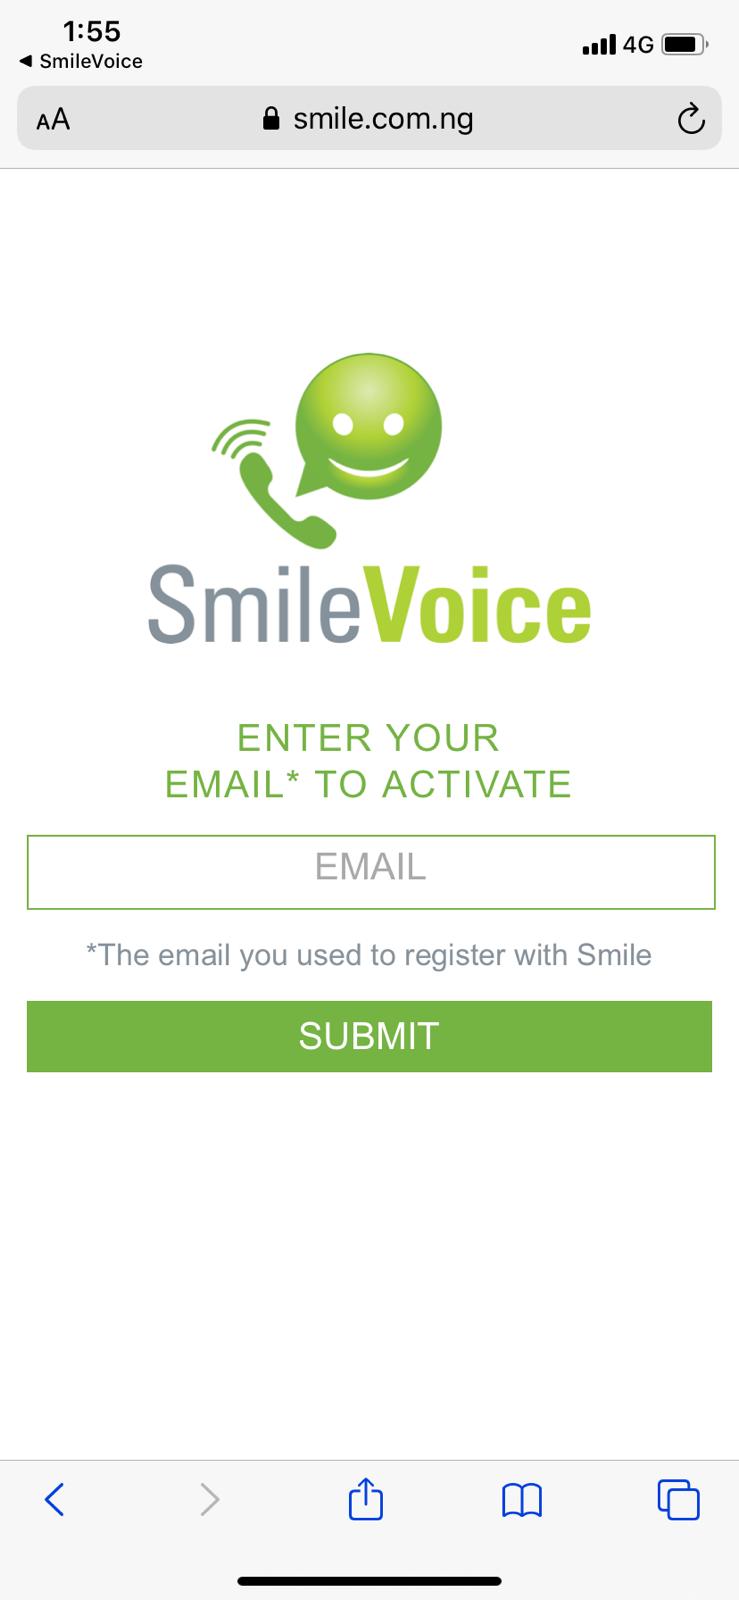 1:55
SmileVoice
4G
AA
smile.com.ng
SmileVoice
ENTER YOUR
EMAIL* TO ACTIVATE
EMAIL
*The email you used to register with Smile
SUBMIT